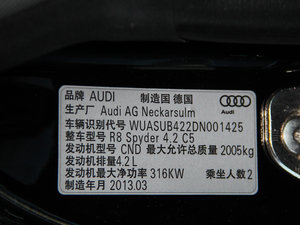 品牌 AUDI 制造国 德国
生产厂 Audi AG Neckarsulm
Audi
车辆识别代号 WUASUB422DN001425
整车型号 R8 Spyder 4.2 C5
发动机型号 CND 最大允许总质量 2005kg
发动机排量4.2L
发动机最大净功率 316KW 乘坐人数2
制造年月 2013.03